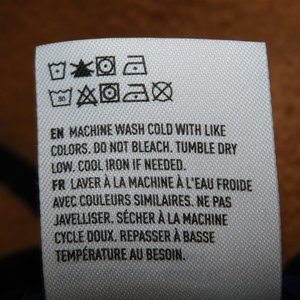 EN MACHINE WASH COLD WITH LIKE
COLORS. DO NOT BLEACH. TUMBLE DRY
LOW. COOL IRON IF NEEDED.
FR LAVER À LA MACHINE À L'EAU FROIDE
AVEC COULEURS SIMILAIRES. NE PAS
JAVELLISER. SÉCHER À LA MACHINE
CYCLE DOUX. REPASSER À BASSE
TEMPÉRATURE AU BESOIN.